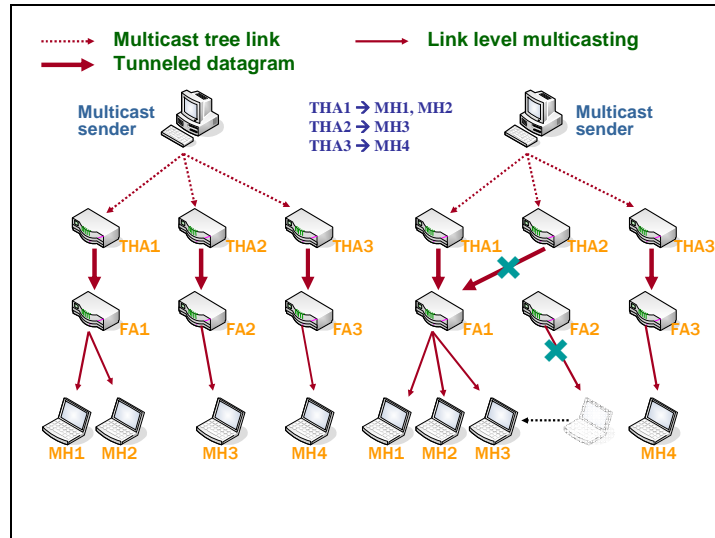 Multicast tree link
Link level multicasting
Tunneled datagram
Multicast
sender
THA1 → MH1, MH2
THA2 → MH3
THA3 → MH4
Multicast
sender
THA1
THA2
THA3
THA1
THA2
THA3
FA1
FA2
FA3
FA1
FA2
FA3
MH1
MH2
MH3
MH4
MH1
MH2
MH3
MH4